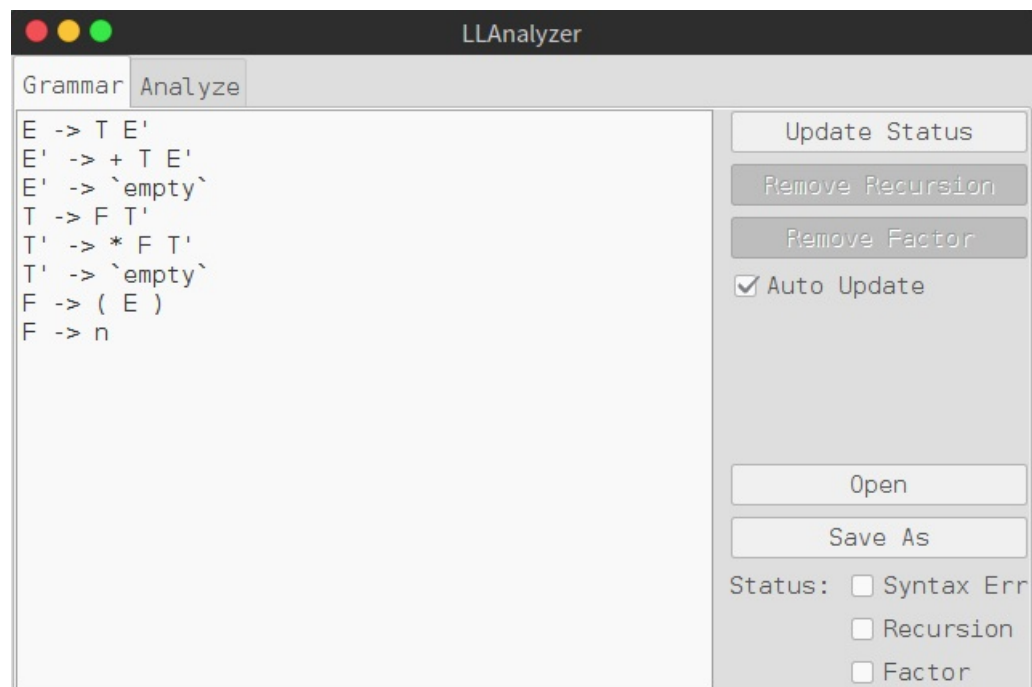 LLAnalyzer
Grammar
Analyze
E -> T E'
E' -> + T E'
E' -> `empty`
T -> F T'
T' -> * F T'
T' -> `empty`
F -> ( E )
F -> n
Update Status
Remove Recursion
Remove Factor
Auto Update
Open
Save As
Status:
Syntax Err
Recursion
Factor